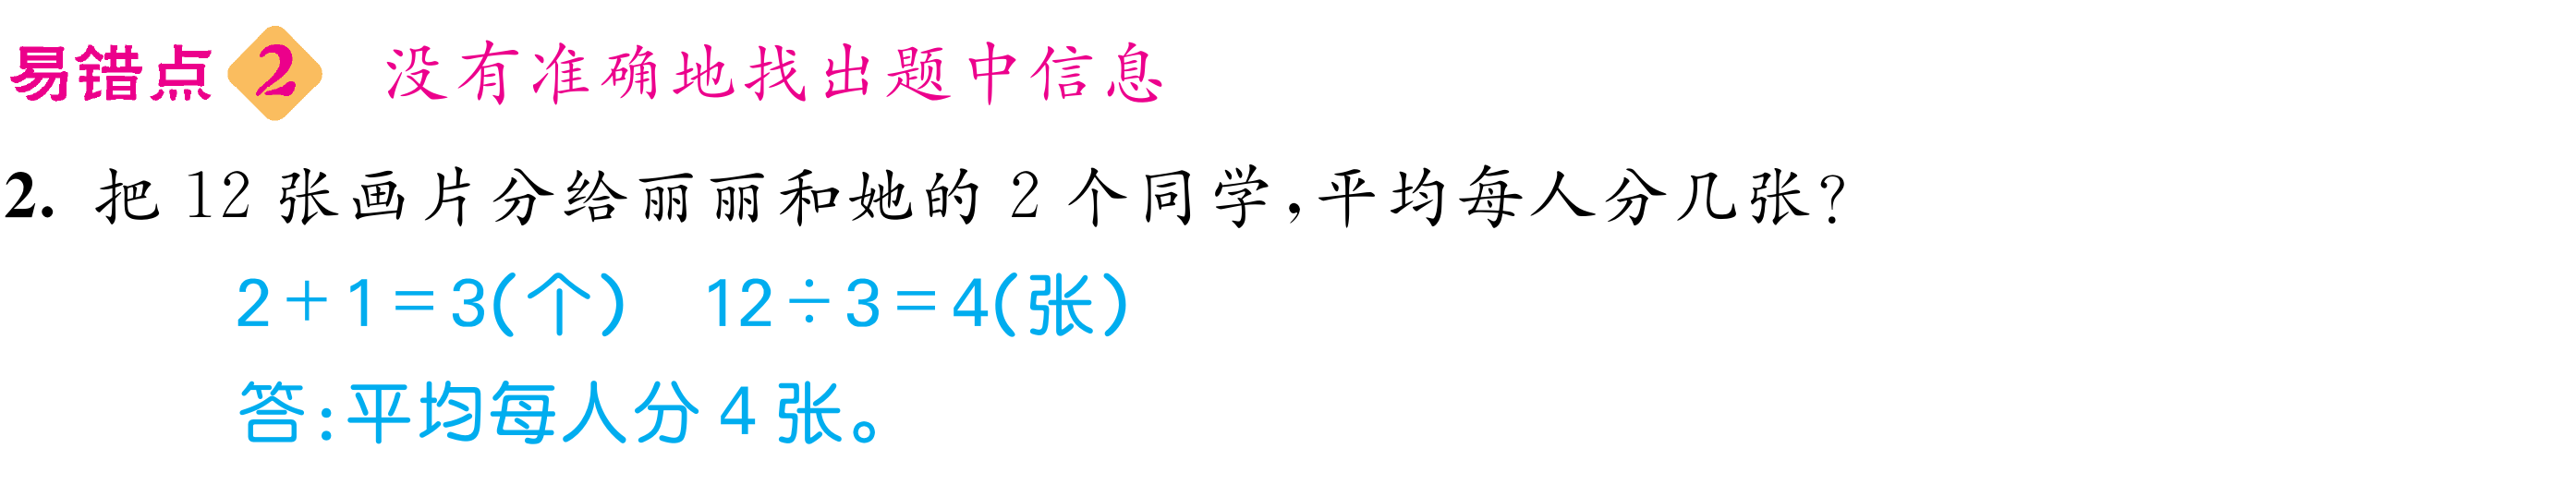 易错点 2 没有准确地找出题中信息
2. 把 12 张画片分给丽丽和她的 2 个同学,平均每人分几张?
2+1=3(个) 12÷3=4(张)
答:平均每人分 4 张。